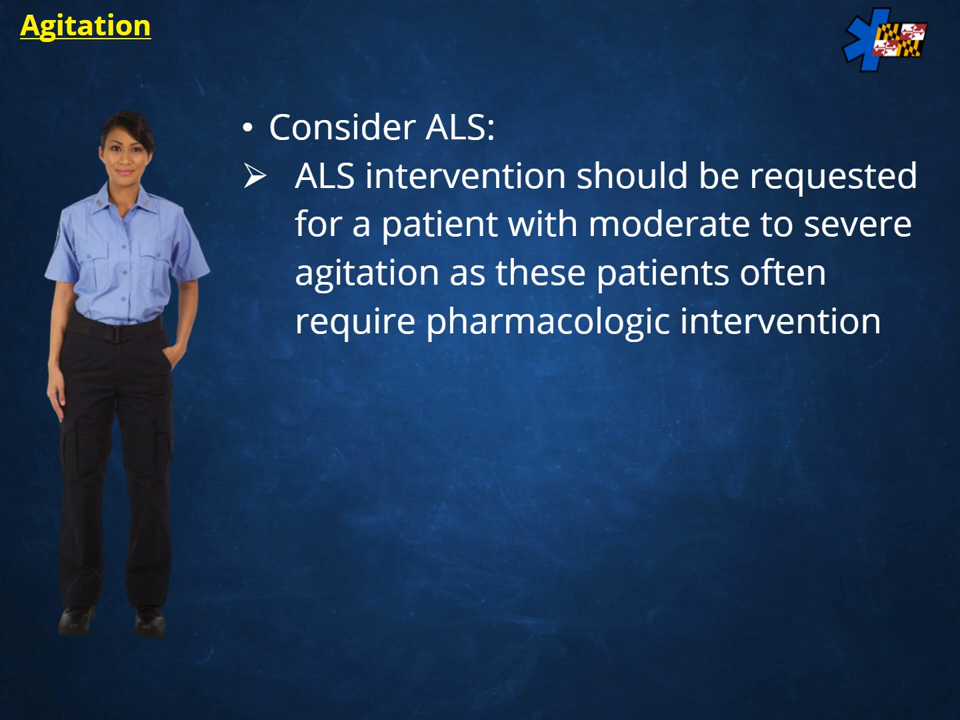 Agitation
• Consider ALS:
➢ ALS intervention should be requested
for a patient with moderate to severe
agitation as these patients often
require pharmacologic intervention